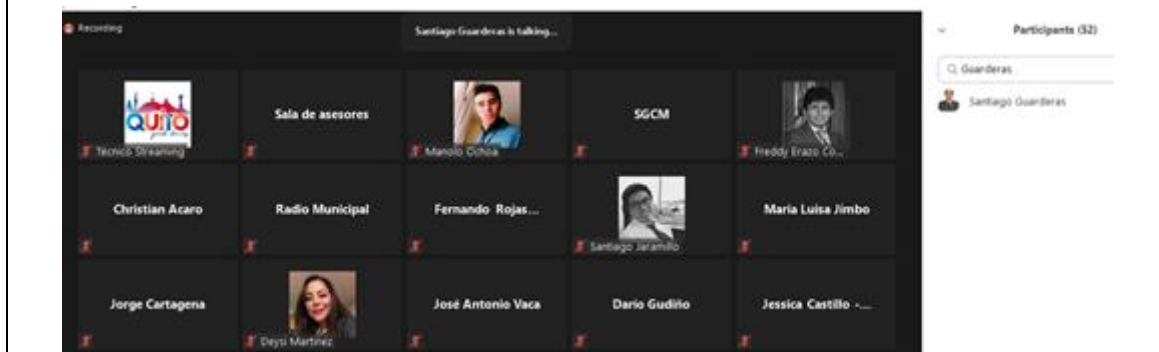 Recording
Santiago Guarderas is talking...
Participants (52)
Guarderas
Santiago Guarderas
QUITO
Técnico Streaming
Sala de asesores
Manolo Ochoa
SGCM
Freddy Erazo Co...
Christian Acaro
Radio Municipal
Fernando Rojas...
Santiago Jaramillo
Maria Luisa Jimbo
Jorge Cartagena
Deysi Martinez
José Antonio Vaca
Dario Gudiño
Jessica Castillo -...